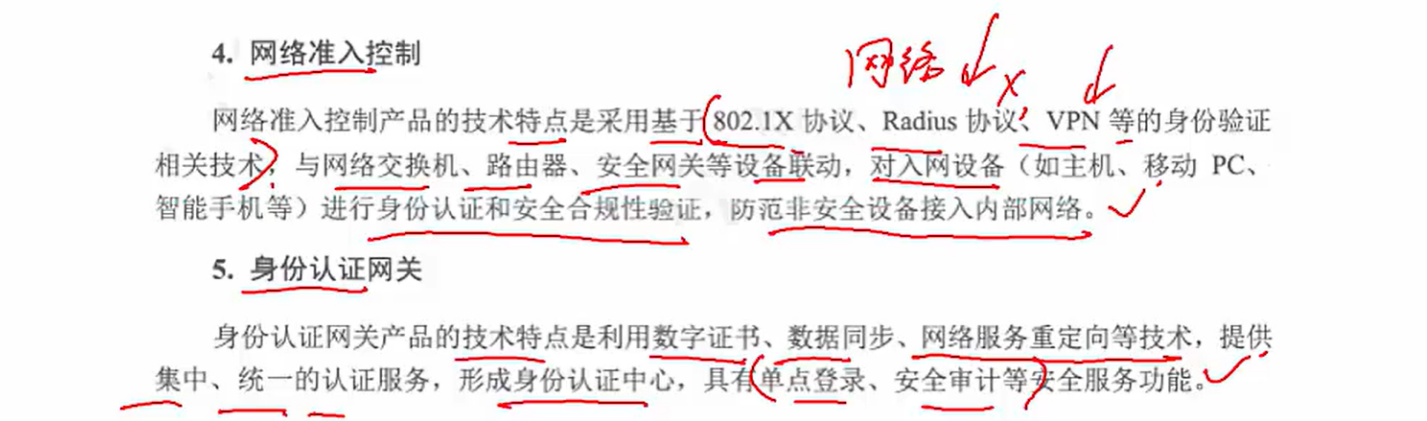 4. 网络准入控制
网络
网络准入控制产品的技术特点是采用基于 802.1X 协议、Radius 协议、VPN 等的身份验证
相关技术，与网络交换机、路由器、安全网关等设备联动，对入网设备（如主机、移动 PC、
智能手机等）进行身份认证和安全合规性验证，防范非安全设备接入内部网络。
5. 身份认证网关
身份认证网关产品的技术特点是利用数字证书、数据同步、网络服务重定向等技术，提供
集中、统一的认证服务，形成身份认证中心，具有单点登录、安全审计等安全服务功能。